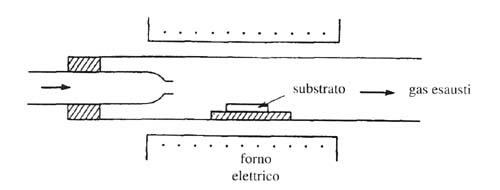 substrato
gas esausti
forno
elettrico